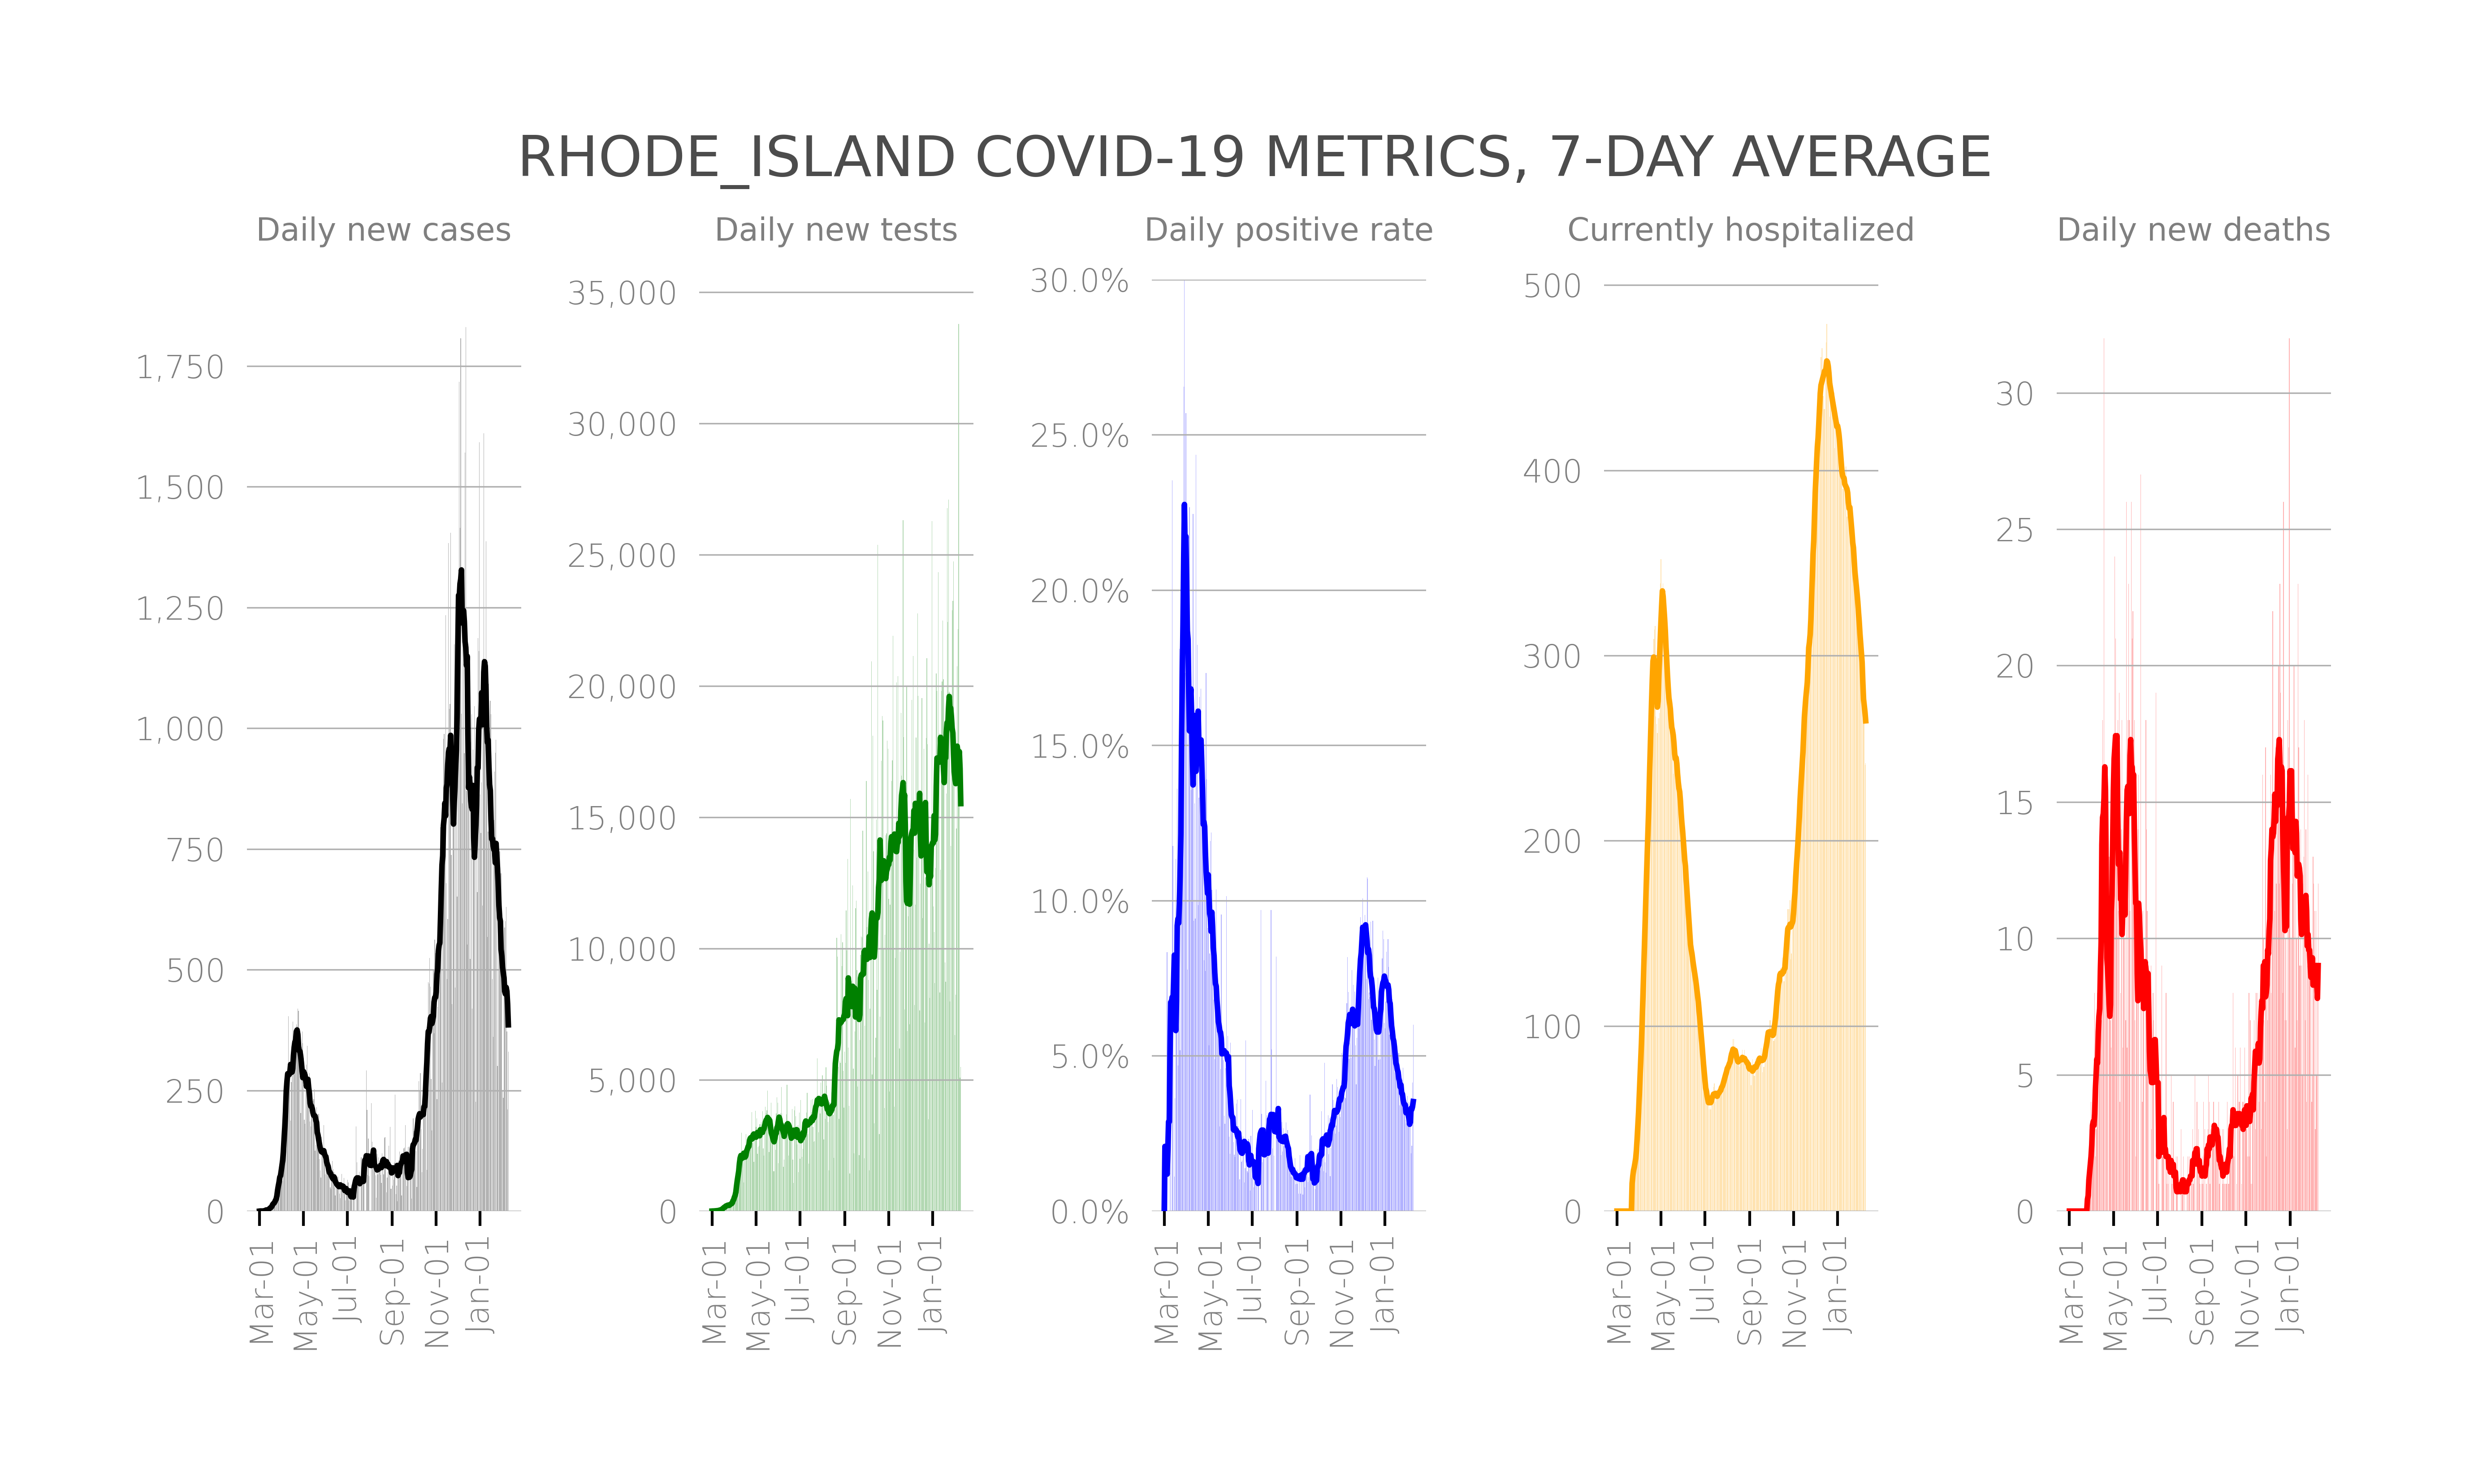 RHODE_ISLAND COVID-19 METRICS, 7-DAY AVERAGE
Daily new cases
1,750
1,500
1,250
1,000
750
500
250
0
Mar-01
May-01
Jul-01
Sep-01
Nov-01
Jan-01
Daily new tests
35,000
30,000
25,000
20,000
15,000
10,000
5,000
0
Mar-01
May-01
Jul-01
Sep-01
Nov-01
Jan-01
Daily positive rate
30.0%
25.0%
20.0%
15.0%
10.0%
5.0%
0.0%
Mar-01
May-01
Jul-01
Sep-01
Nov-01
Jan-01
Currently hospitalized
500
400
300
200
100
0
Mar-01
May-01
Jul-01
Sep-01
Nov-01
Jan-01
Daily new deaths
30
25
20
15
10
5
0
Mar-01
May-01
Jul-01
Sep-01
Nov-01
Jan-01